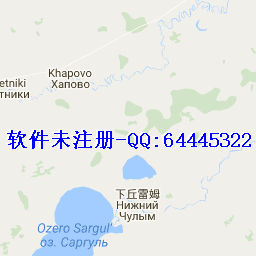 Khapovo
Хапово
etniki
тники
软件未注册-QQ:64445322
下丘雷姆
Нижний
Чулым
Ozero Sargul'
оз. Саргуль